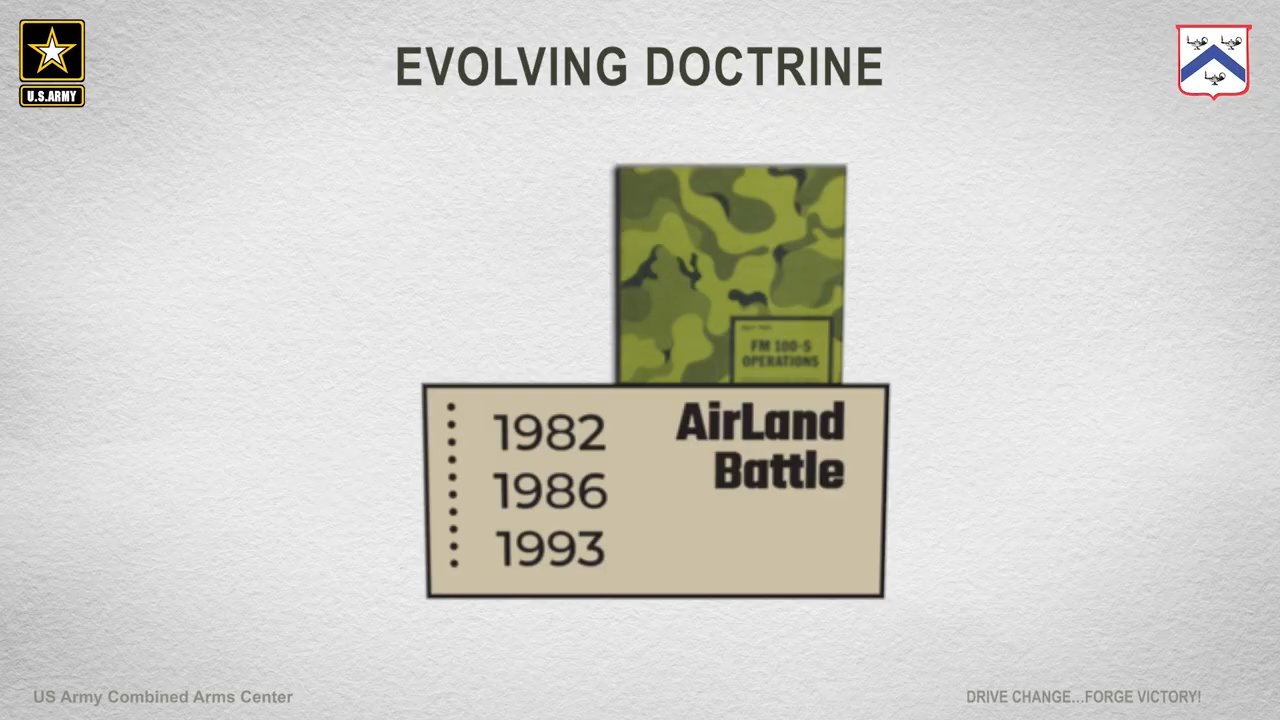 EVOLVING DOCTRINE
U.S.ARMY
FM 100-5
OPERATIONS
1982
1986
1993
AirLand
Battle
US Army Combined Arms Center
DRIVE CHANGE...FORGE VICTORY!